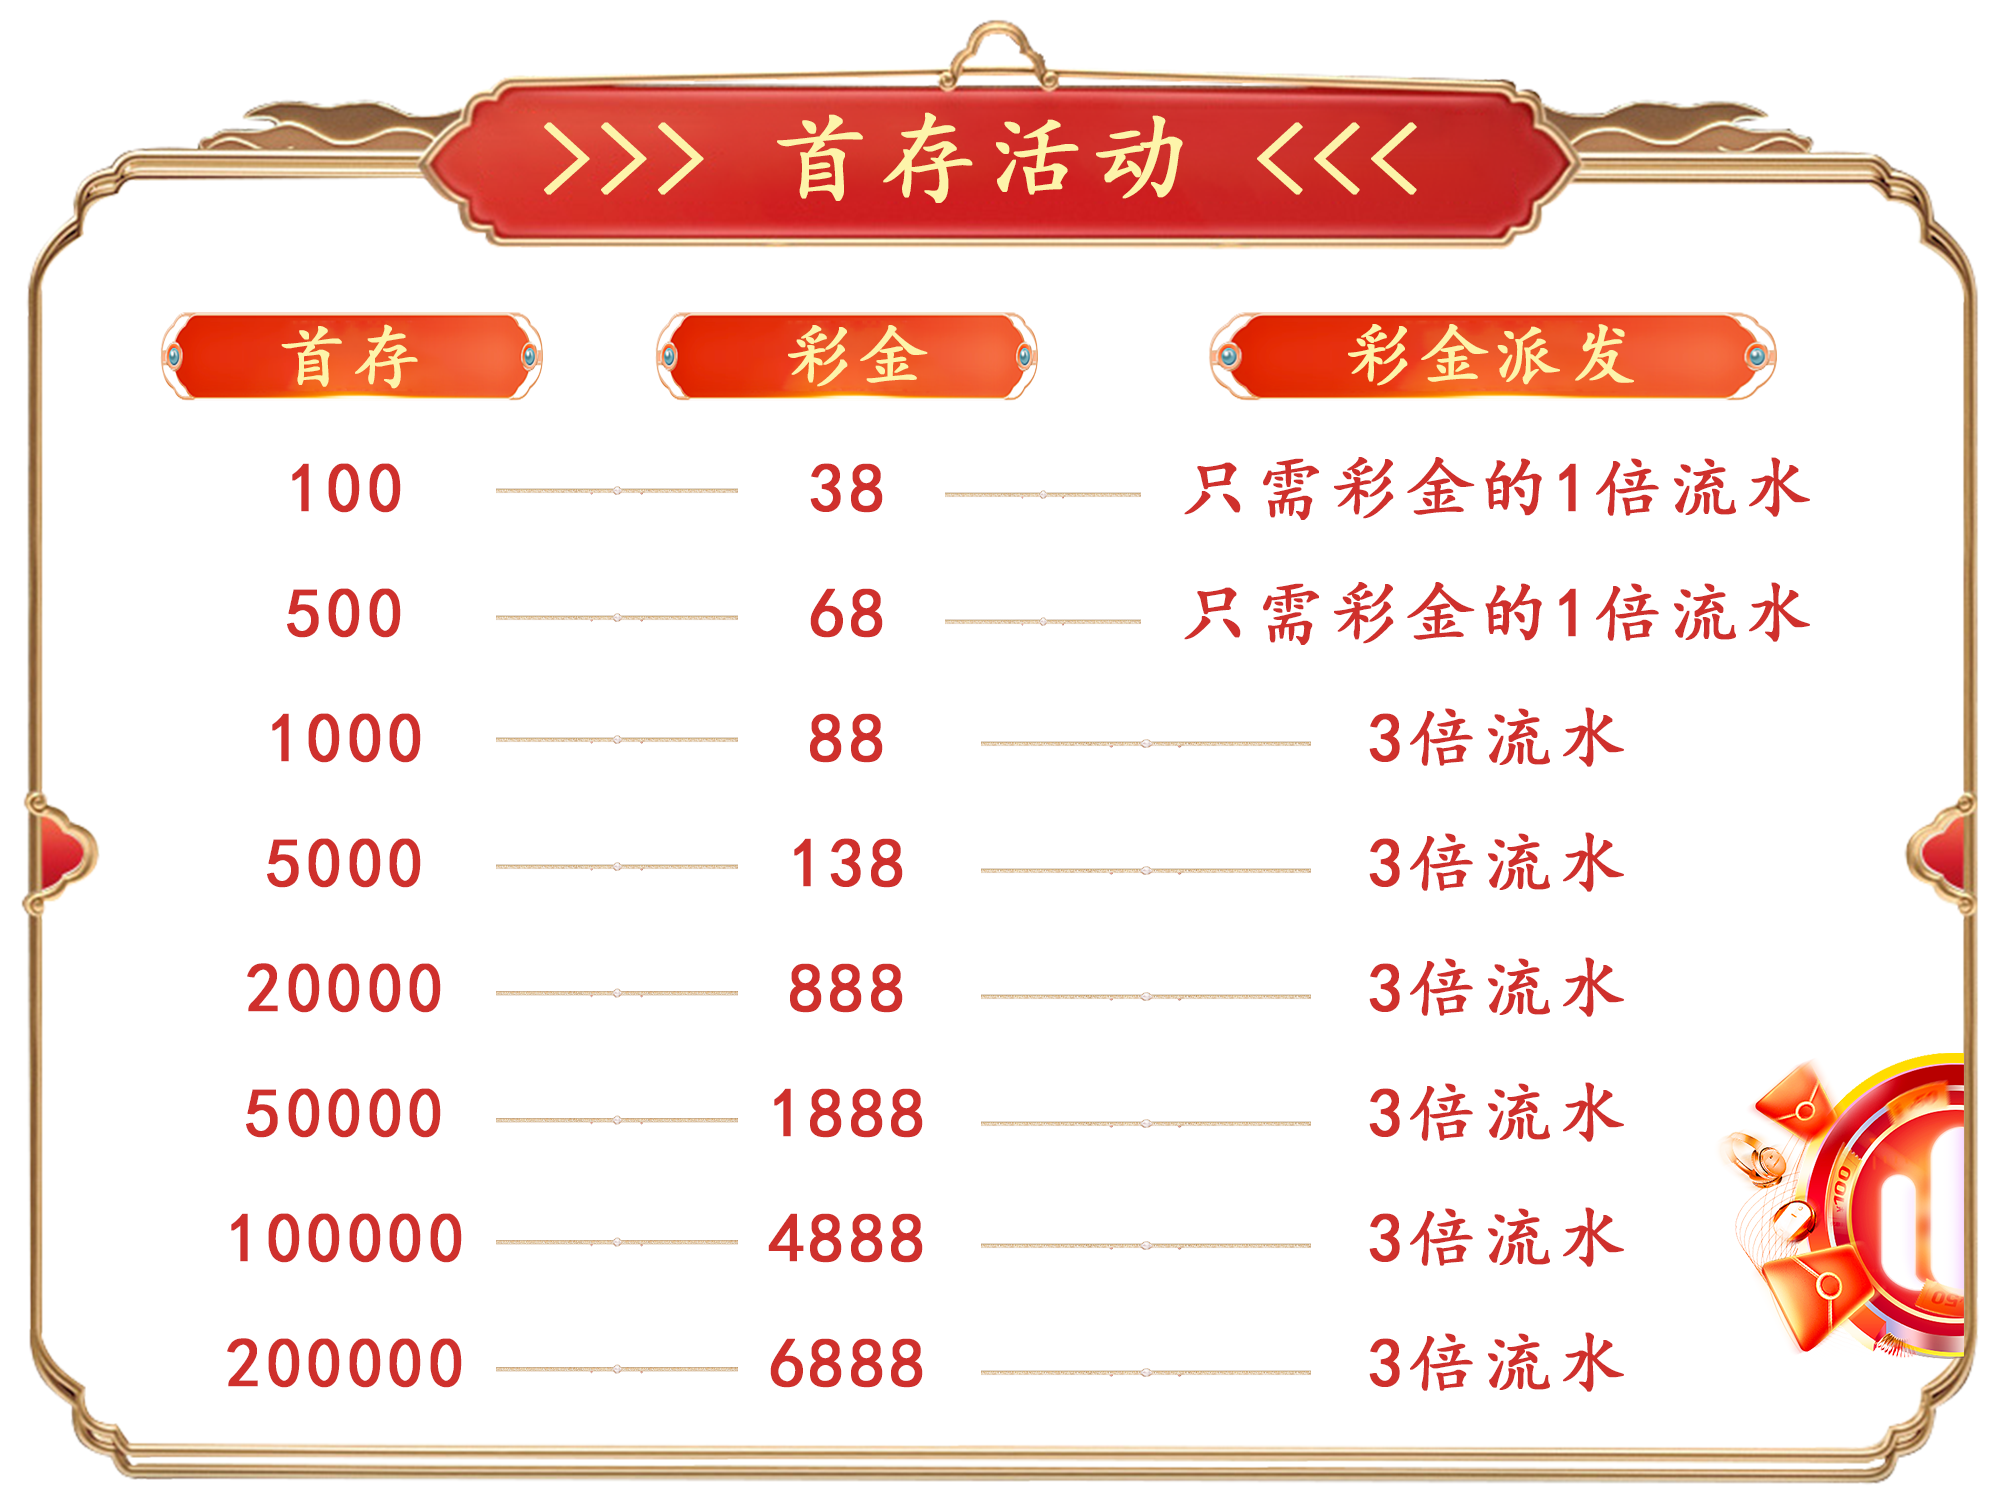 >>> 首存活动 <<<
首存 彩金 彩金派发
100 38 只需彩金的1倍流水
500 68 只需彩金的1倍流水
1000 88 3倍流水
5000 138 3倍流水
20000 888 3倍流水
50000 1888 3倍流水
100000 4888 3倍流水
200000 6888 3倍流水
100
50